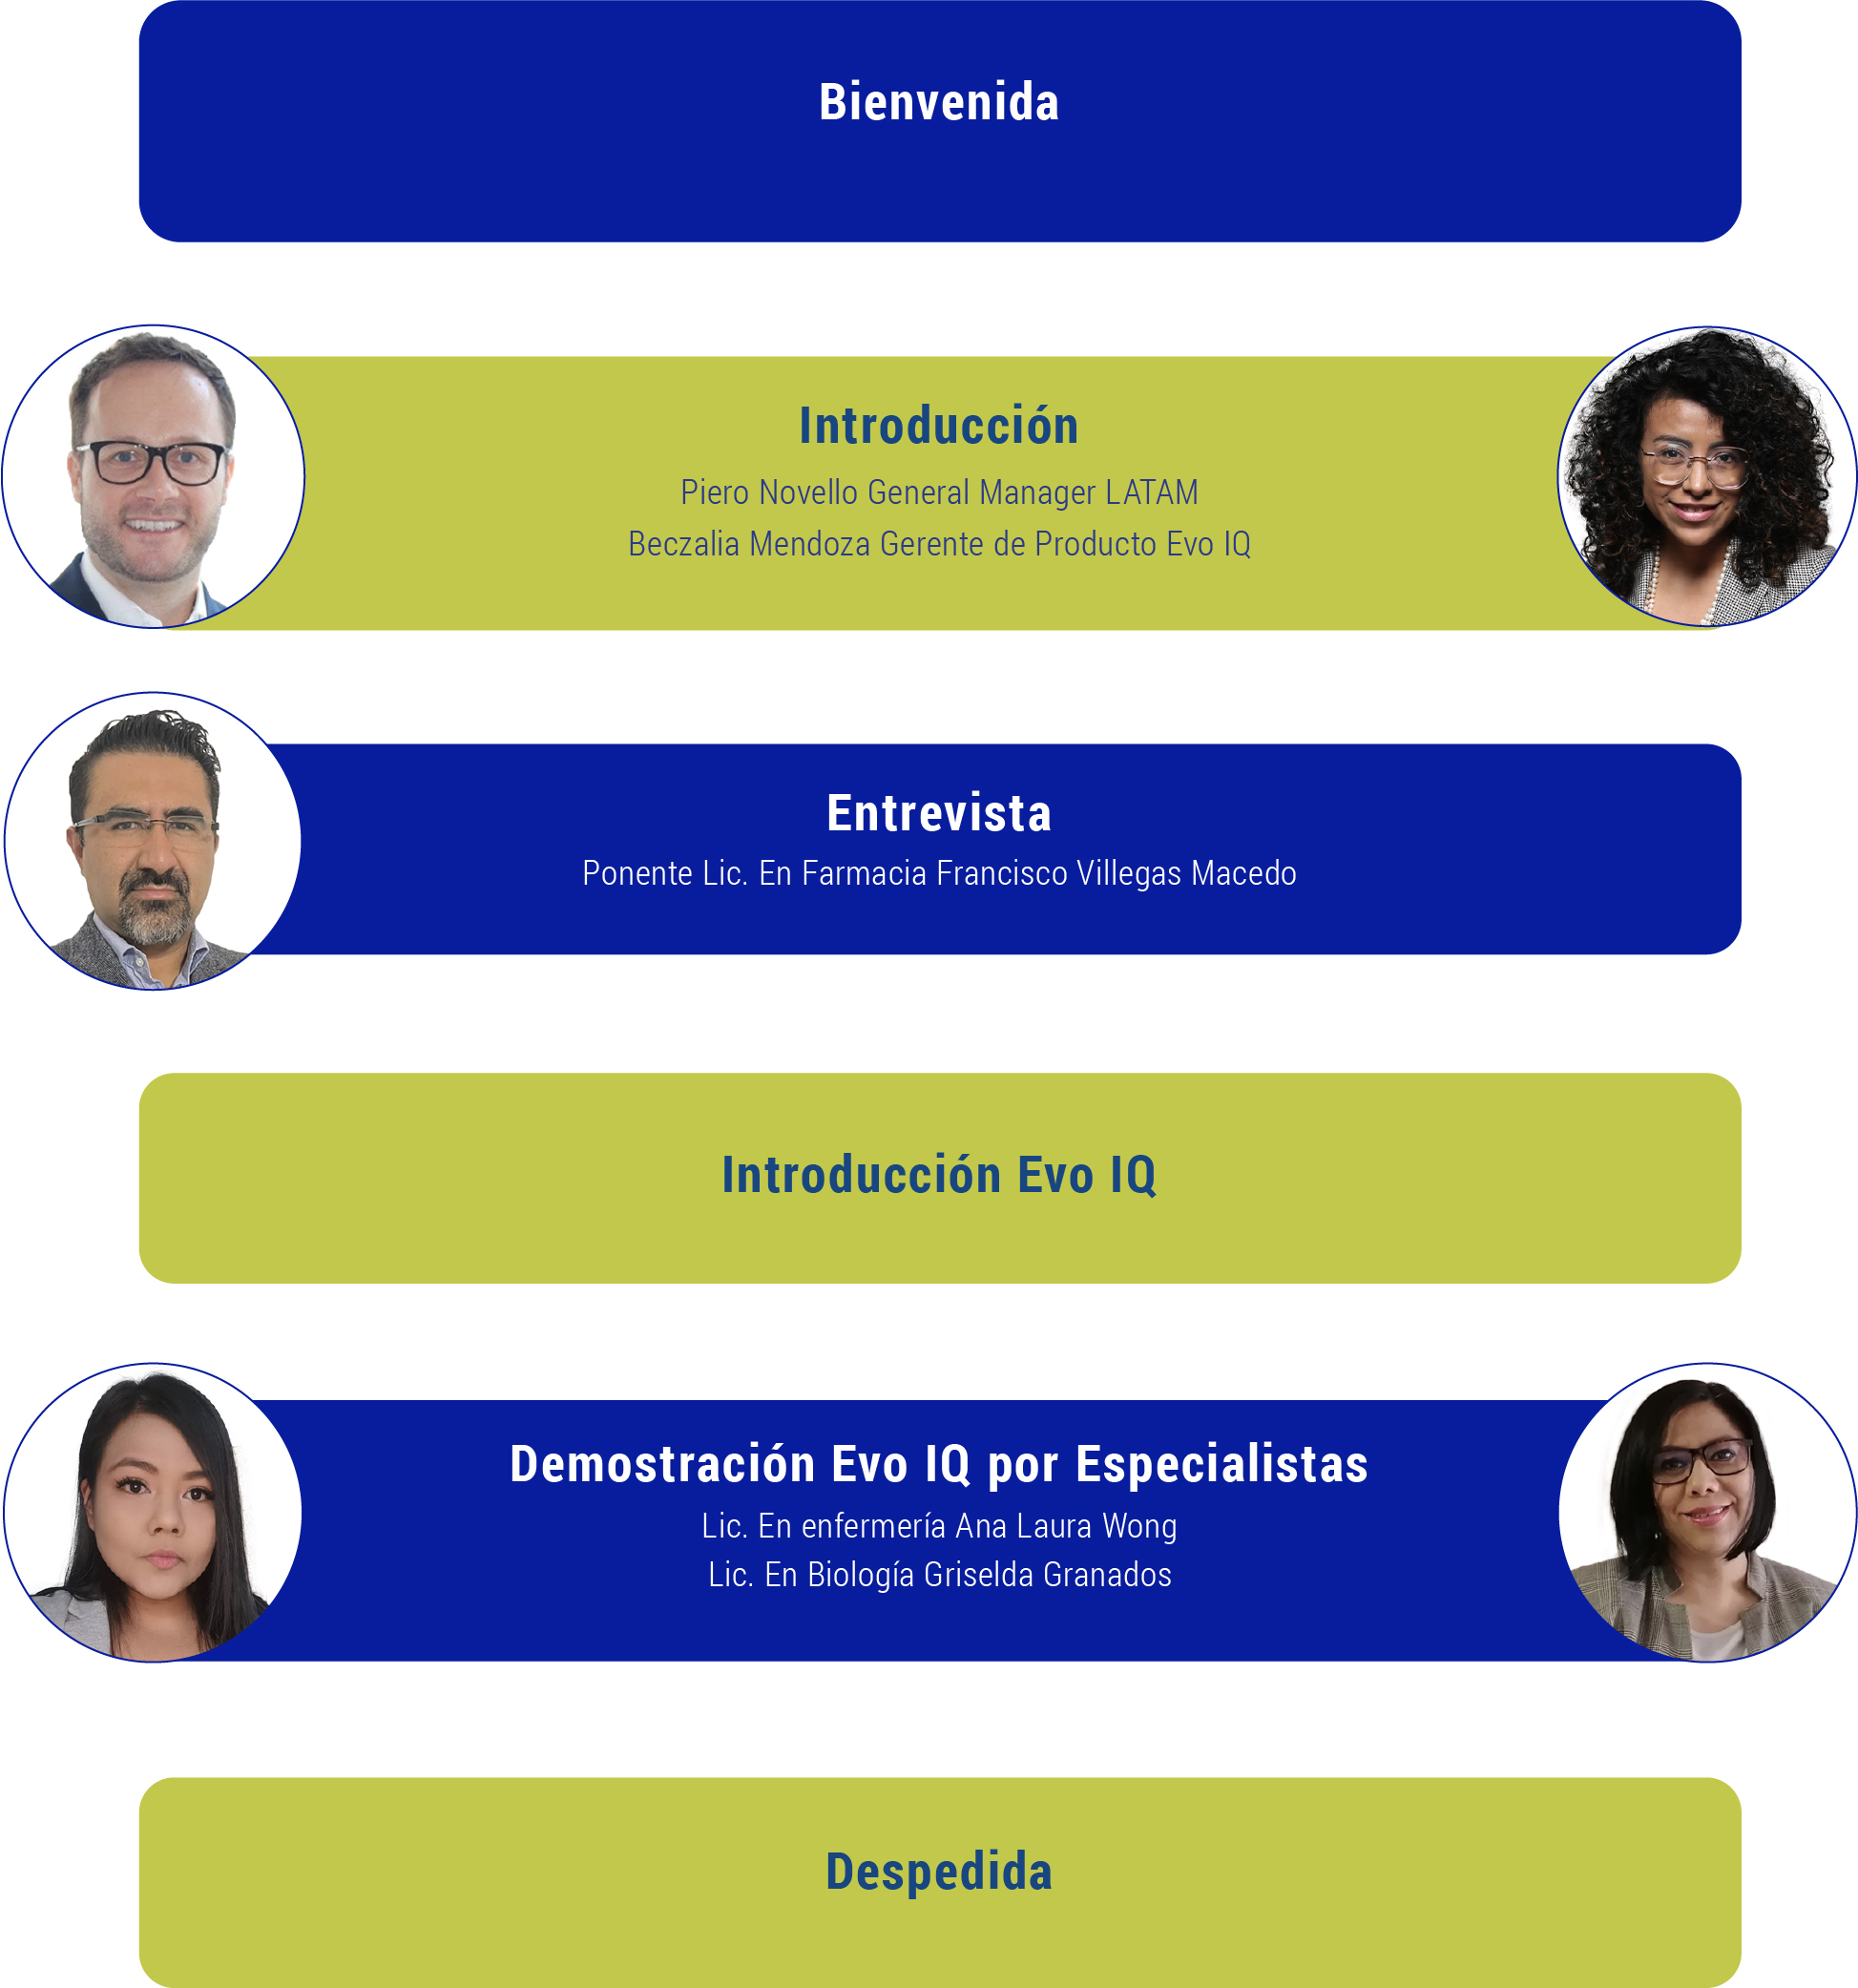 Bienvenida
Introducción
Piero Novello General Manager LATAM
Beczalia Mendoza Gerente de Producto Evo IQ
Entrevista
Ponente Lic. En Farmacia Francisco Villegas Macedo
Introducción Evo IQ
Demostración Evo IQ por Especialistas
Lic. En enfermería Ana Laura Wong
Lic. En Biología Griselda Granados
Despedida